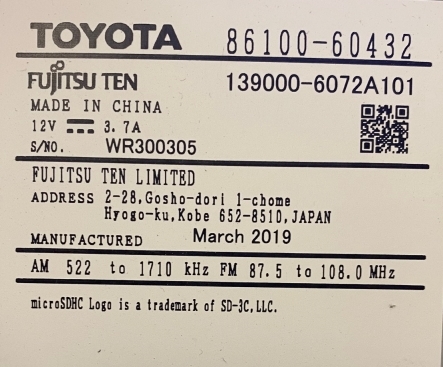 TOYOTA 86100-60432
FUJITSU TEN 139000-6072A101
MADE IN CHINA
12V ⎓ 3.7A
S/NO. WR300305
FUJITSU TEN LIMITED
ADDRESS 2-28,Gosho-dori 1-chome
Hyogo-ku,Kobe 652-8510,JAPAN
MANUFACTURED March 2019
AM 522 to 1710 kHz FM 87.5 to 108.0 MHz
microSDHC Logo is a trademark of SD-3C,LLC.